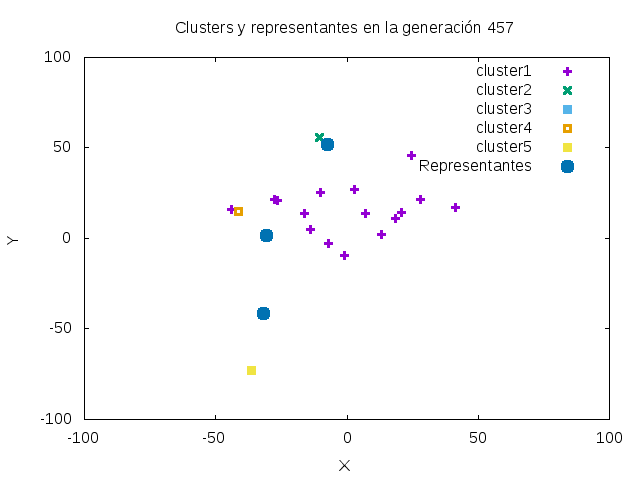 Clusters y representantes en la generación 457
100
50
0
-50
-100
-100
-50
0
50
100
Y
X
cluster1
cluster2
cluster3
cluster4
cluster5
Representantes